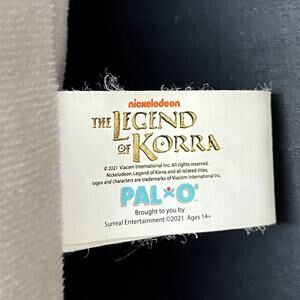 nickelodeon
THE LEGEND
OF KORRA
©2021 Viacom International Inc. All rights reserved.
Nickelodeon, Legend of Korra and all related titles,
logos and characters are trademarks of Viacom International Inc.
PAL★O®
Brought to you by
Surreal Entertainment ©2021 Ages 14+